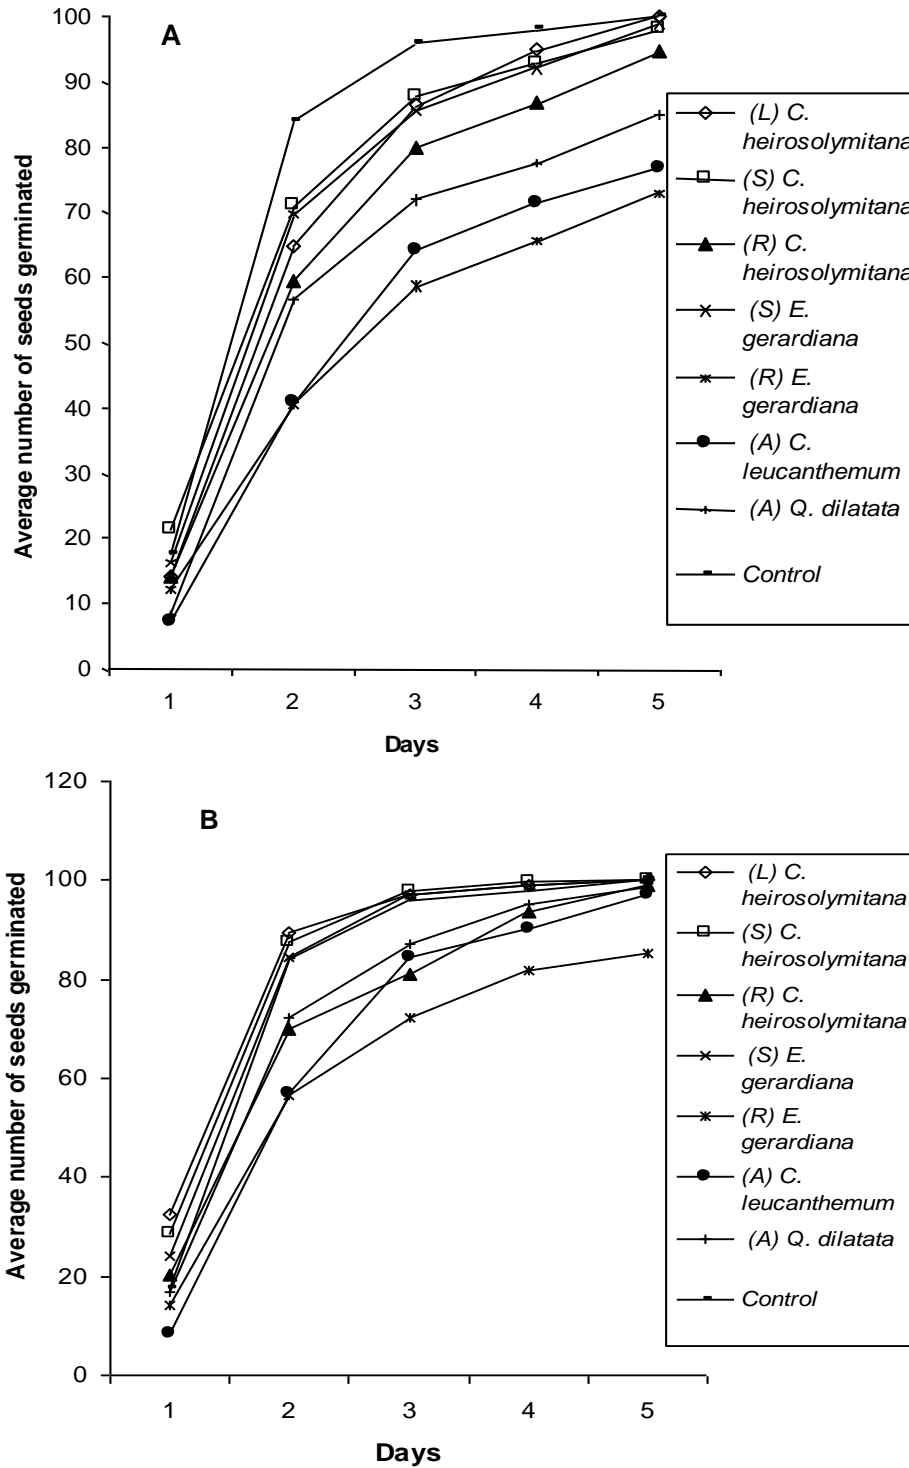 A
100
90
80
70
60
50
40
30
20
10
0
Average number of seeds germinated
1 2 3 4 5
Days
(L) C.
heirosolymitana
(S) C.
heirosolymitana
(R) C.
heirosolymitana
(S) E.
gerardiana
(R) E.
gerardiana
(A) C.
leucanthemum
(A) Q. dilatata
Control
B
120
100
80
60
40
20
0
Average number of seeds germinated
1 2 3 4 5
Days
(L) C.
heirosolymitana
(S) C.
heirosolymitana
(R) C.
heirosolymitana
(S) E.
gerardiana
(R) E.
gerardiana
(A) C.
leucanthemum
(A) Q. dilatata
Control